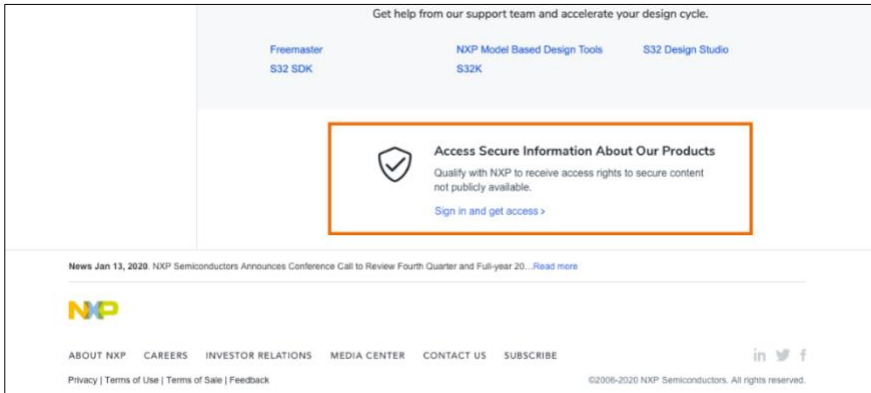 Get help from our support team and accelerate your design cycle.
Freemaster NXP Model Based Design Tools S32 Design Studio
S32 SDK S32K
Access Secure Information About Our Products
Qualify with NXP to receive access rights to secure content
not publicly available.
Sign in and get access >
News Jan 13, 2020. NXP Semiconductors Announces Conference Call to Review Fourth Quarter and Full-year 20...Read more
NXP
ABOUT NXP CAREERS INVESTOR RELATIONS MEDIA CENTER CONTACT US SUBSCRIBE
Privacy | Terms of Use | Terms of Sale | Feedback ©2006-2020 NXP Semiconductors. All rights reserved.